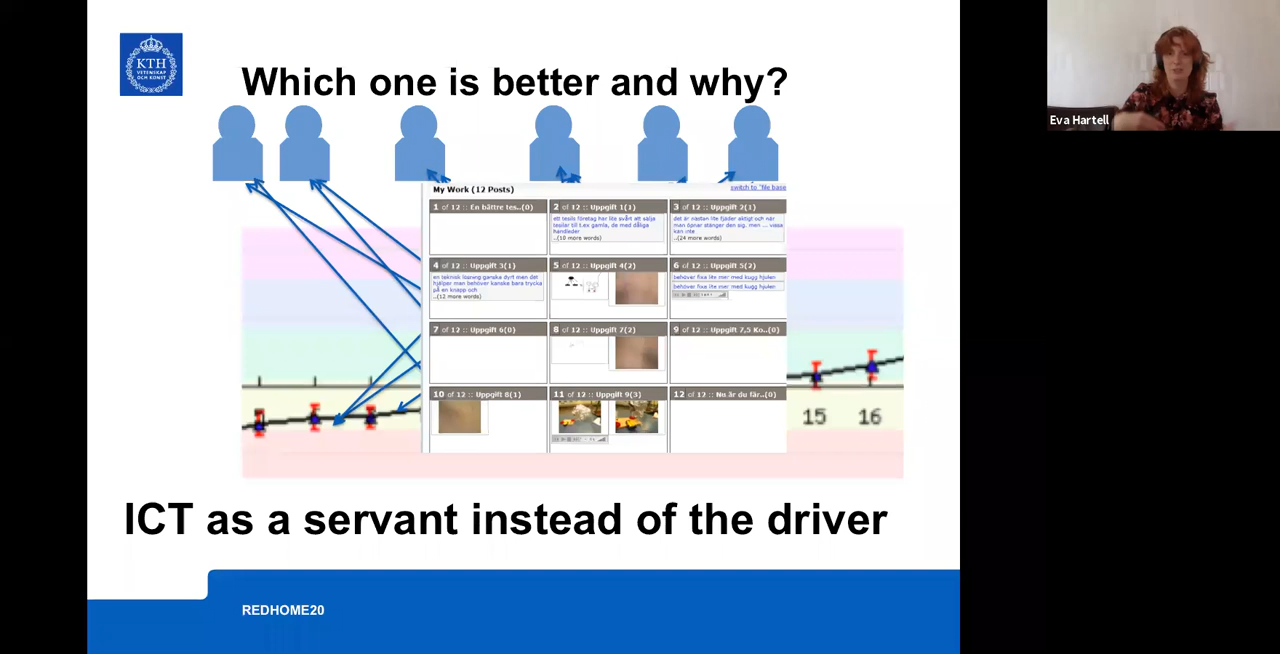 KTH
VETENSKAP
OCH KONST
Which one is better and why?
Eva Hartell
My Work (12 Posts)
switch to "file base
1 of 12 :: En bättre tes..(0)
2 of 12 :: Uppgift 1(1)
ett tesils företag har lite svårt att sälja
tesilar till t.ex gamla, de med dåliga
handleder
..(10 more words)
3 of 12 :: Uppgift 2(1)
det är nästan lite fjäder aktigt och när
man öpnar stänger den sig. men ... vissa
kan inte
..(24 more words)
4 of 12 :: Uppgift 3(1)
en teknisk lösning ganska dyrt men det
hjälper men behöver kanske bara trycka
på en knapp och
..(12 more words)
5 of 12 :: Uppgift 4(2)
6 of 12 :: Uppgift 5(2)
behöver fixa lite mer med kugg hjulen
behöver fixa lite mer med kugg hjulen
7 of 12 :: Uppgift 6(0)
8 of 12 :: Uppgift 7(2)
9 of 12 :: Uppgift 7,5 Ko..(0)
10 of 12 :: Uppgift 8(1)
11 of 12 :: Uppgift 9(3)
12 of 12 :: Nu är du fär..(0)
15
16
ICT as a servant instead of the driver
REDHOME20